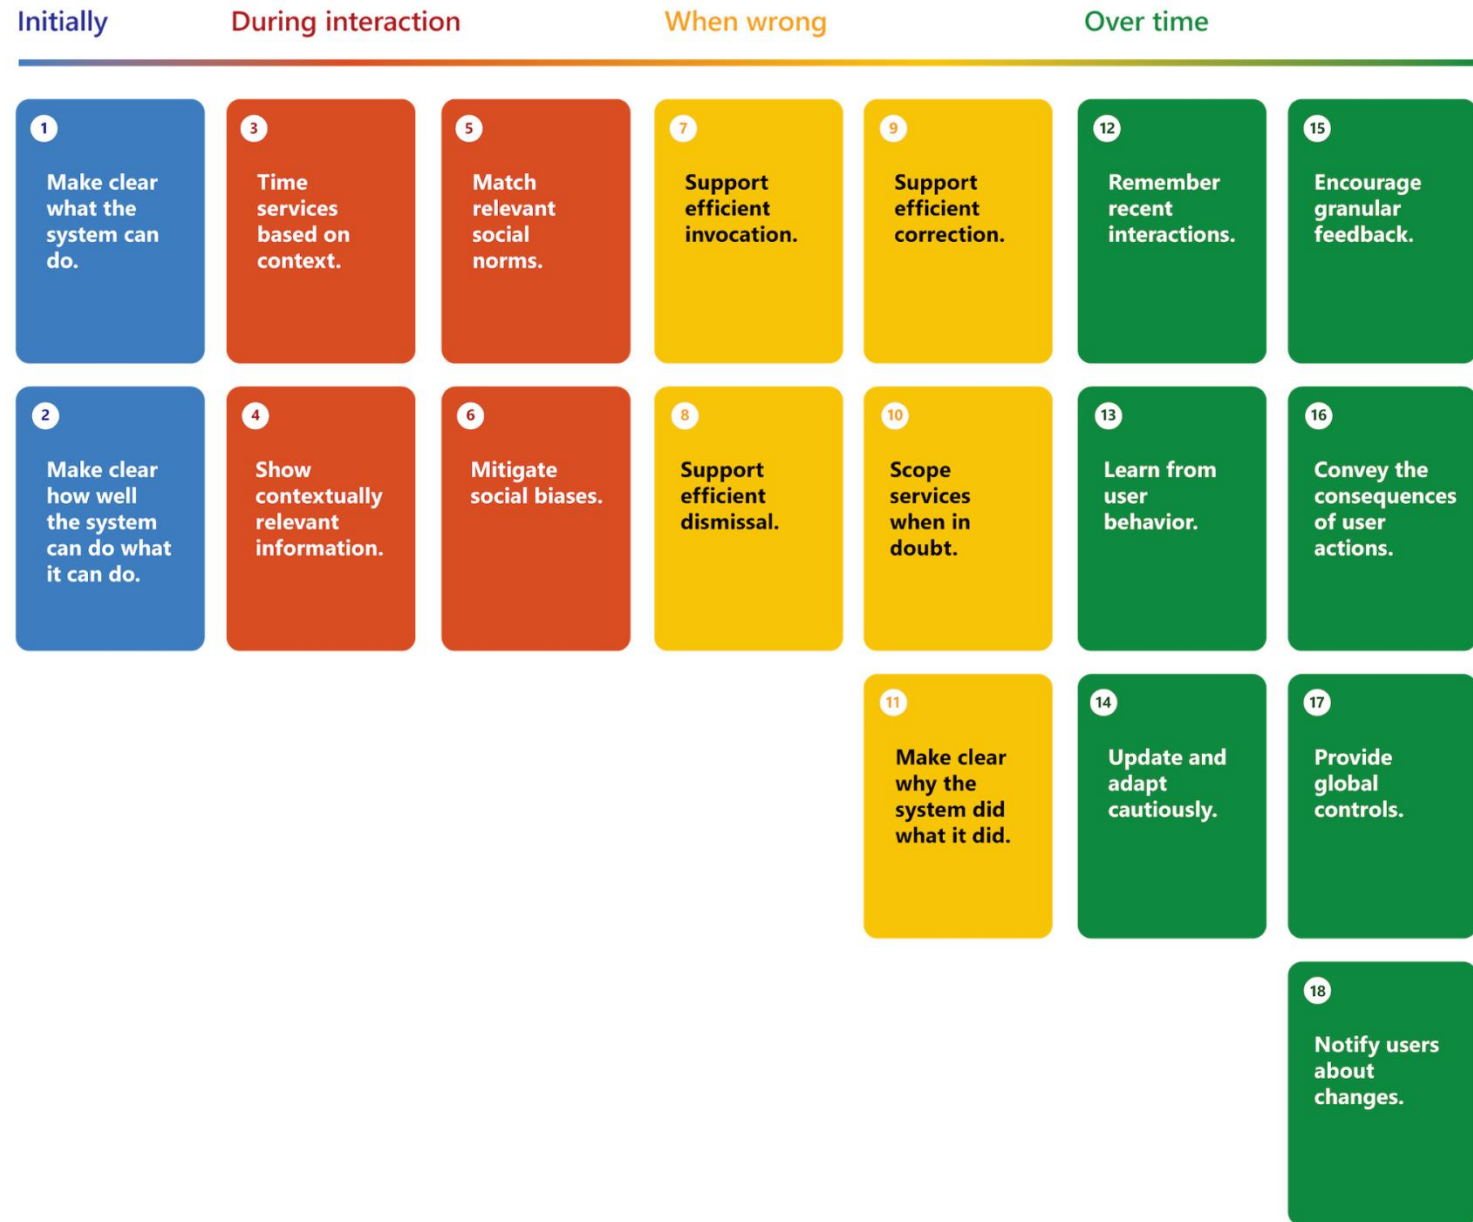 Initially
During interaction
When wrong
Over time
1
Make clear
what the
system can
do.
2
Make clear
how well
the system
can do what
it can do.
3
Time
services
based on
context.
4
Show
contextually
relevant
information.
5
Match
relevant
social
norms.
6
Mitigate
social biases.
7
Support
efficient
invocation.
8
Support
efficient
dismissal.
9
Support
efficient
correction.
10
Scope
services
when in
doubt.
11
Make clear
why the
system did
what it did.
12
Remember
recent
interactions.
13
Learn from
user
behavior.
14
Update and
adapt
cautiously.
15
Encourage
granular
feedback.
16
Convey the
consequences
of user
actions.
17
Provide
global
controls.
18
Notify users
about
changes.